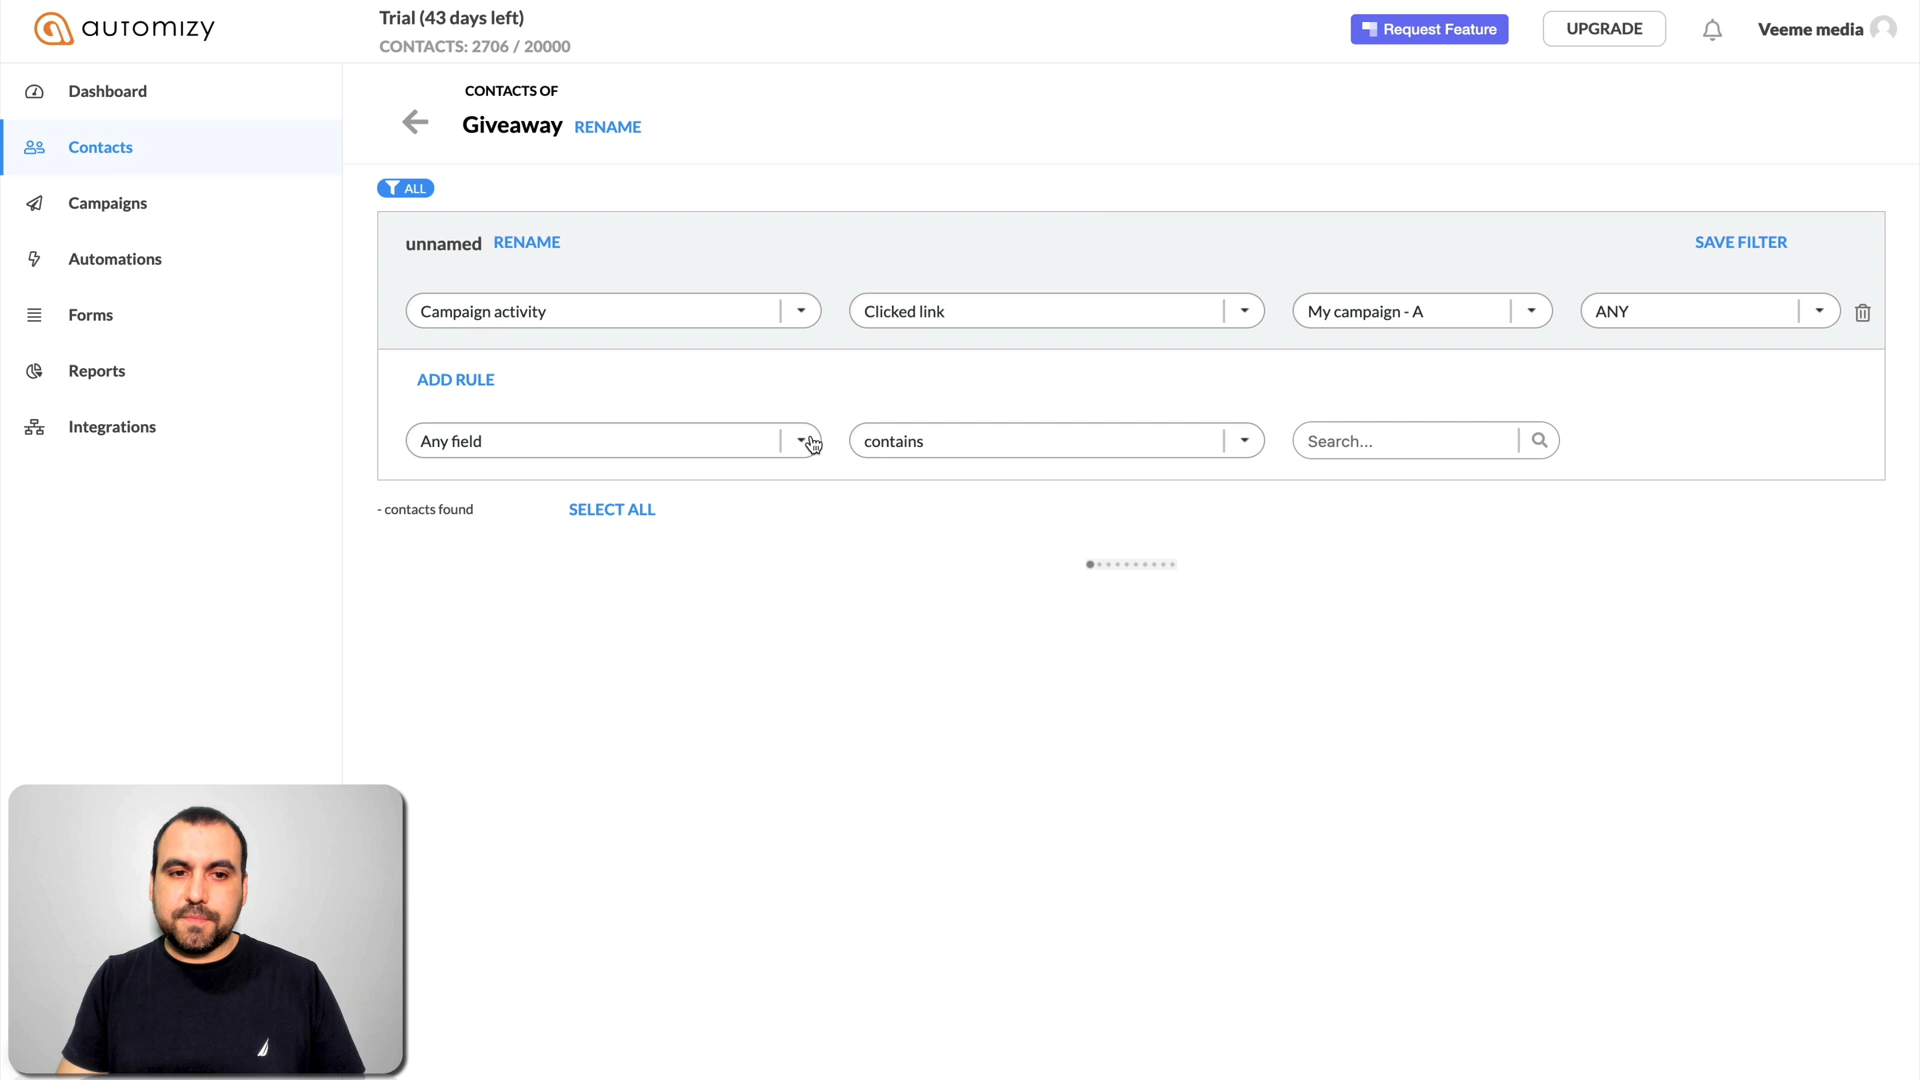 automizy
Trial (43 days left)
CONTACTS: 2706 / 20000
Request Feature
UPGRADE
Veeme media
Dashboard
Contacts
Campaigns
Automations
Forms
Reports
Integrations
CONTACTS OF
Giveaway RENAME
ALL
unnamed RENAME
SAVE FILTER
Campaign activity
Clicked link
My campaign - A
ANY
ADD RULE
Any field
contains
Search...
- contacts found
SELECT ALL